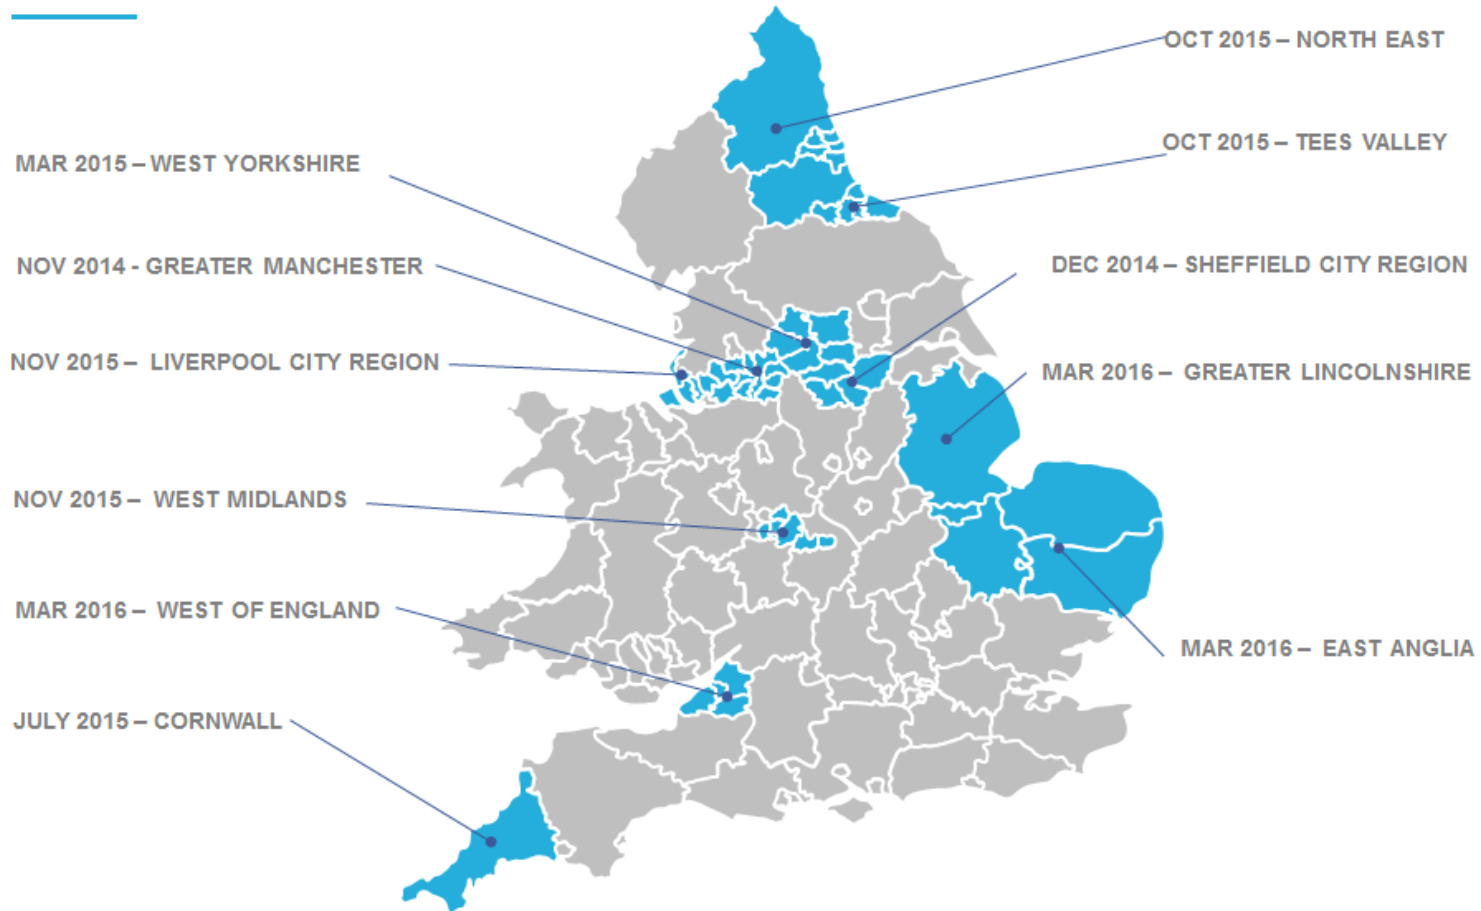 OCT 2015 – NORTH EAST
OCT 2015 – TEES VALLEY
MAR 2015 – WEST YORKSHIRE
NOV 2014 - GREATER MANCHESTER
DEC 2014 – SHEFFIELD CITY REGION
NOV 2015 – LIVERPOOL CITY REGION
MAR 2016 – GREATER LINCOLNSHIRE
NOV 2015 – WEST MIDLANDS
MAR 2016 – WEST OF ENGLAND
MAR 2016 – EAST ANGLIA
JULY 2015 – CORNWALL